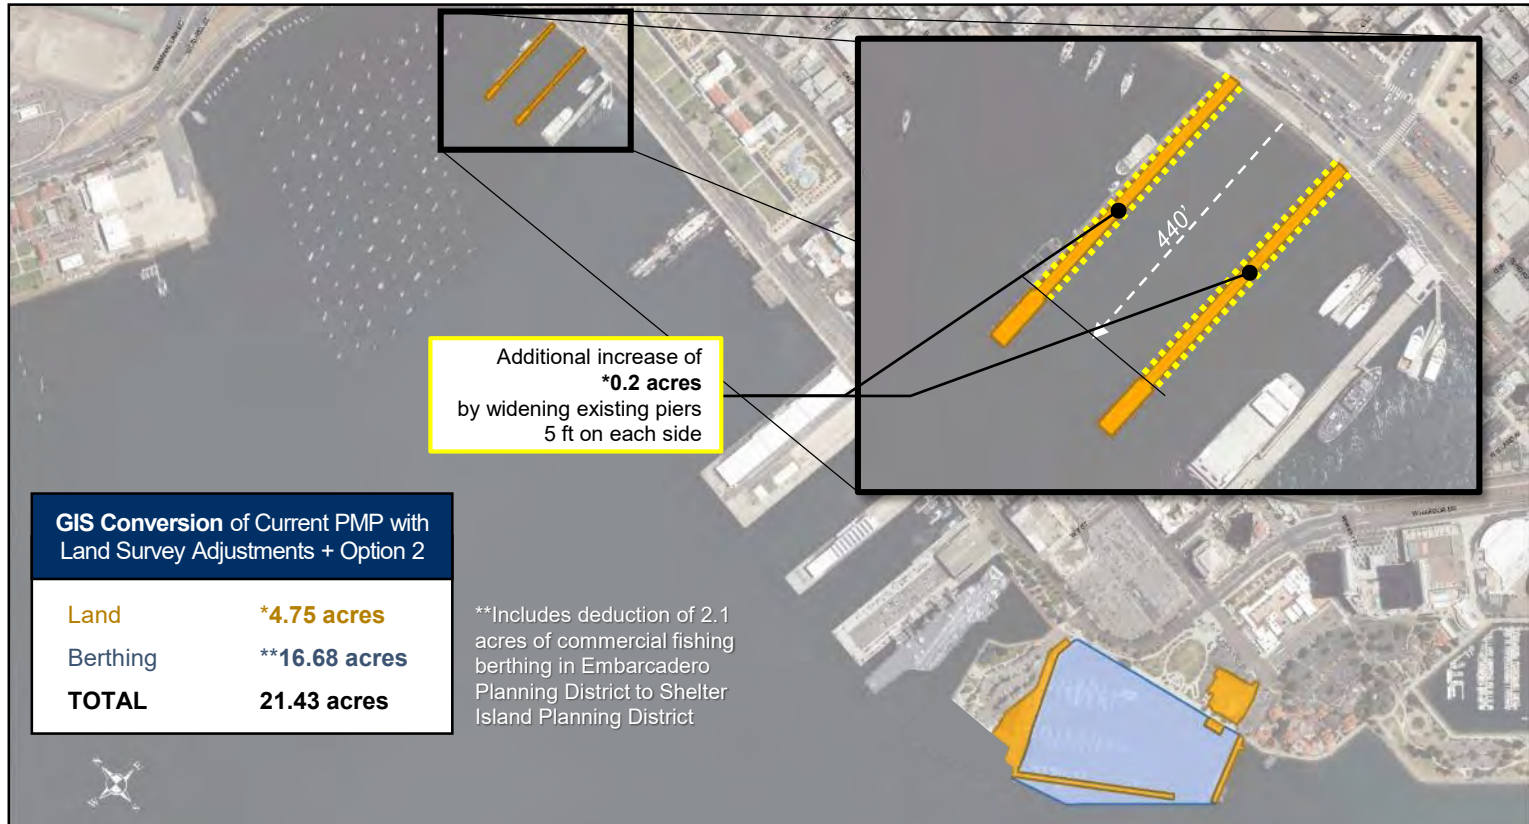 440'
Additional increase of
*0.2 acres
by widening existing piers
5 ft on each side
GIS Conversion of Current PMP with
Land Survey Adjustments + Option 2
Land *4.75 acres
Berthing **16.68 acres
TOTAL 21.43 acres
**Includes deduction of 2.1
acres of commercial fishing
berthing in Embarcadero
Planning District to Shelter
Island Planning District
W HARBOR DR
N
E
W
S